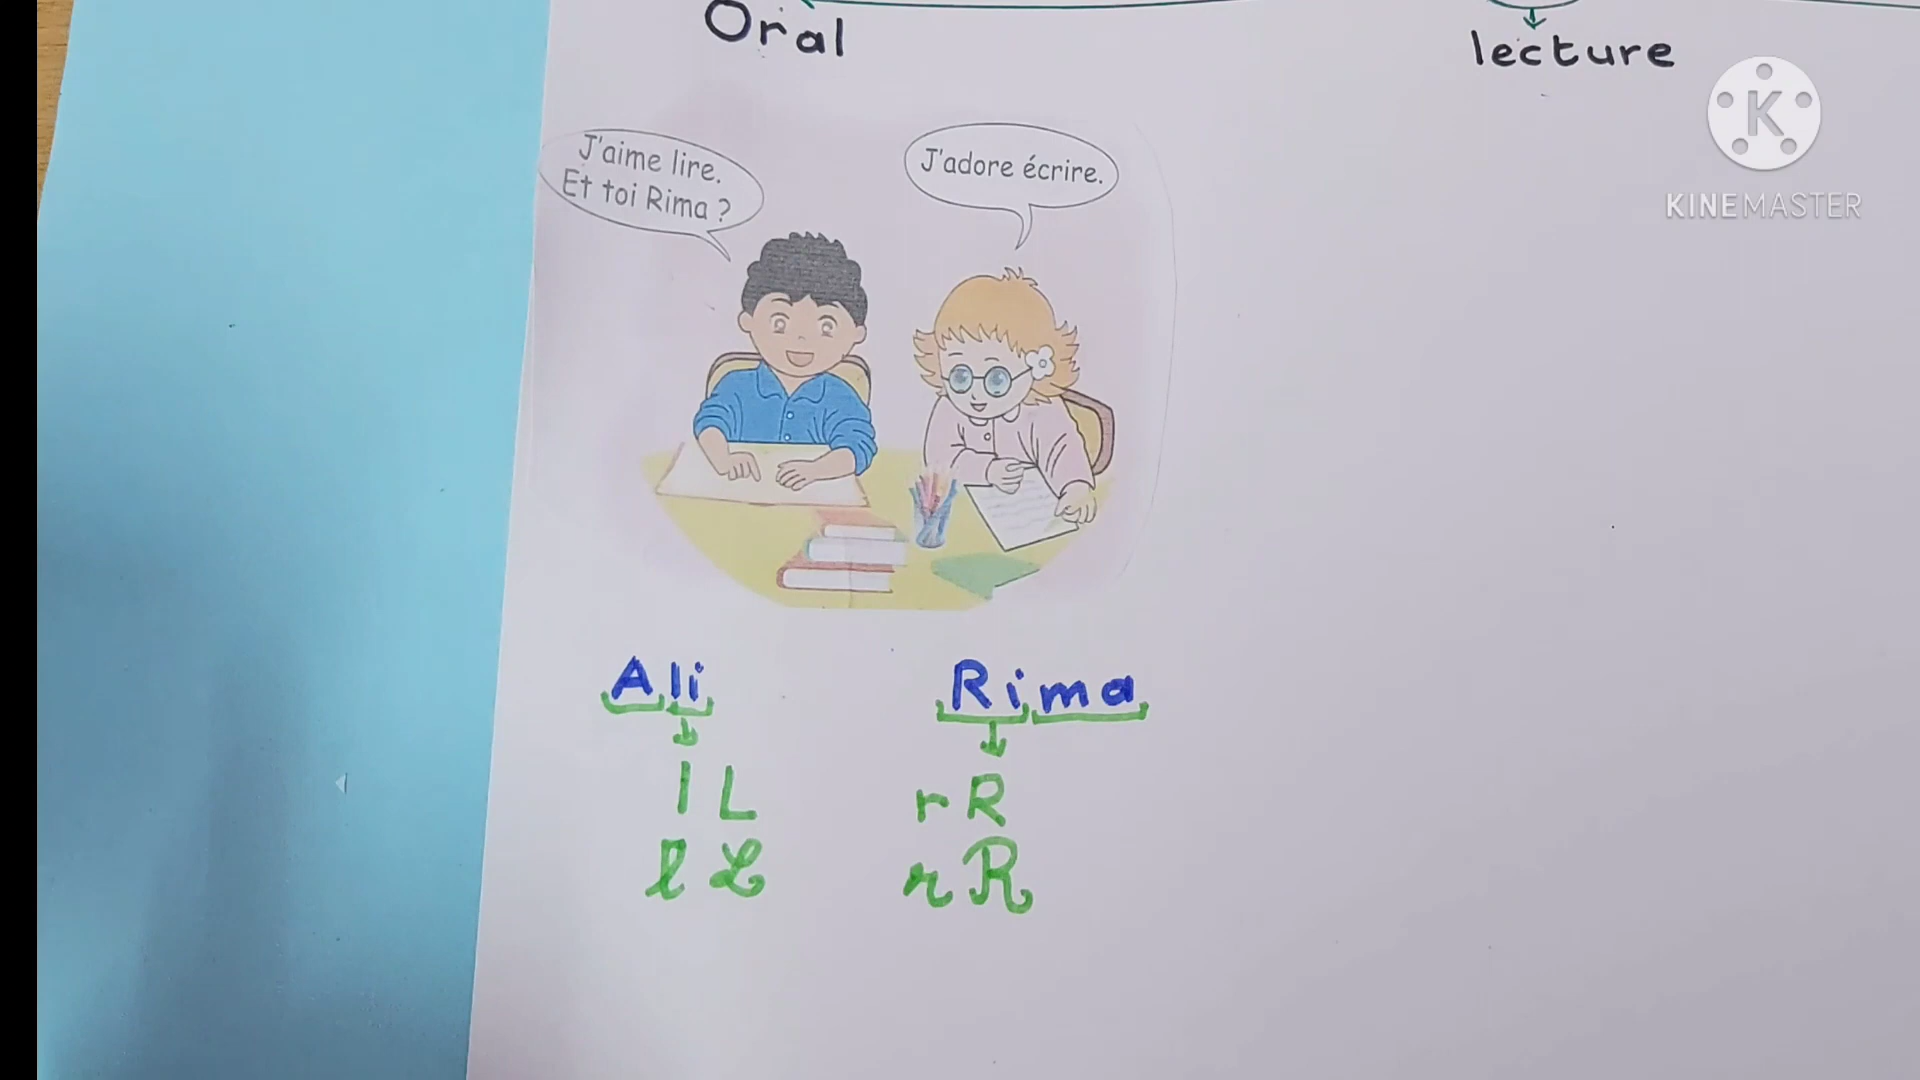 Oral
lecture
KINEMASTER
J'aime lire.
Et toi Rima ?
J'adore écrire.
Ali
Rima
l L
r R
l L
r R